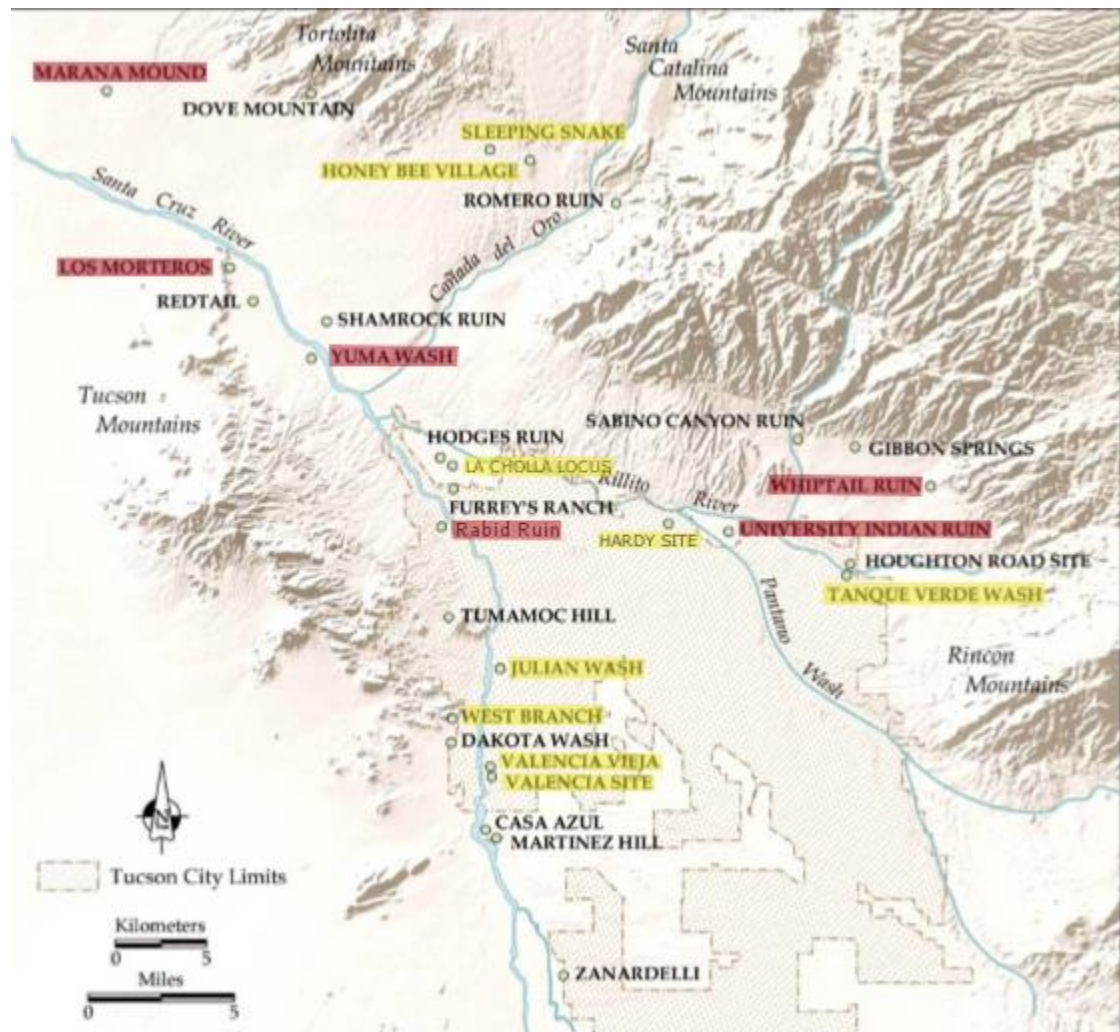 Tortolita
Mountains
Santa
Catalina
Mountains
MARANA MOUND
DOVE MOUNTAIN
SLEEPING SNAKE
HONEY BEE VILLAGE
ROMERO RUIN
Santa Cruz River
Cañada del Oro
LOS MORTEROS
REDTAIL
SHAMROCK RUIN
YUMA WASH
Tucson
Mountains
SABINO CANYON RUIN
HODGES RUIN
GIBBON SPRINGS
LA CHOLLA LOCUS
Rillito River
WHIPTAIL RUIN
FURREY'S RANCH
Rabid Ruin
HARDY SITE
UNIVERSITY INDIAN RUIN
HOUGHTON ROAD SITE
TANQUE VERDE WASH
Pantano Wash
TUMAMOC HILL
JULIAN WASH
Rincon
Mountains
WEST BRANCH
DAKOTA WASH
VALENCIA VIEJA
VALENCIA SITE
CASA AZUL
MARTINEZ HILL
N
Tucson City Limits
Kilometers
0 5
Miles
0 5
ZANARDELLI